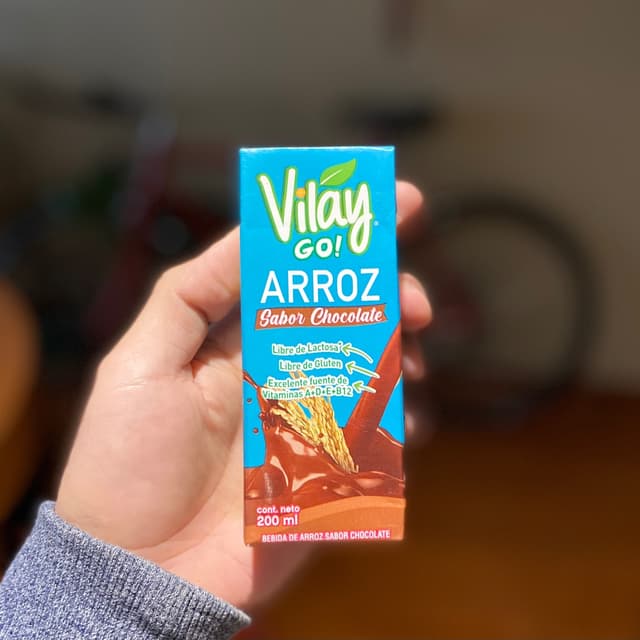 Vilay®
GO!
ARROZ
Sabor Chocolate
Libre de Lactosa*
Libre de Gluten
Excelente fuente de
Vitaminas A•D•E•B12
cont. neto
200 ml
BEBIDA DE ARROZ SABOR CHOCOLATE